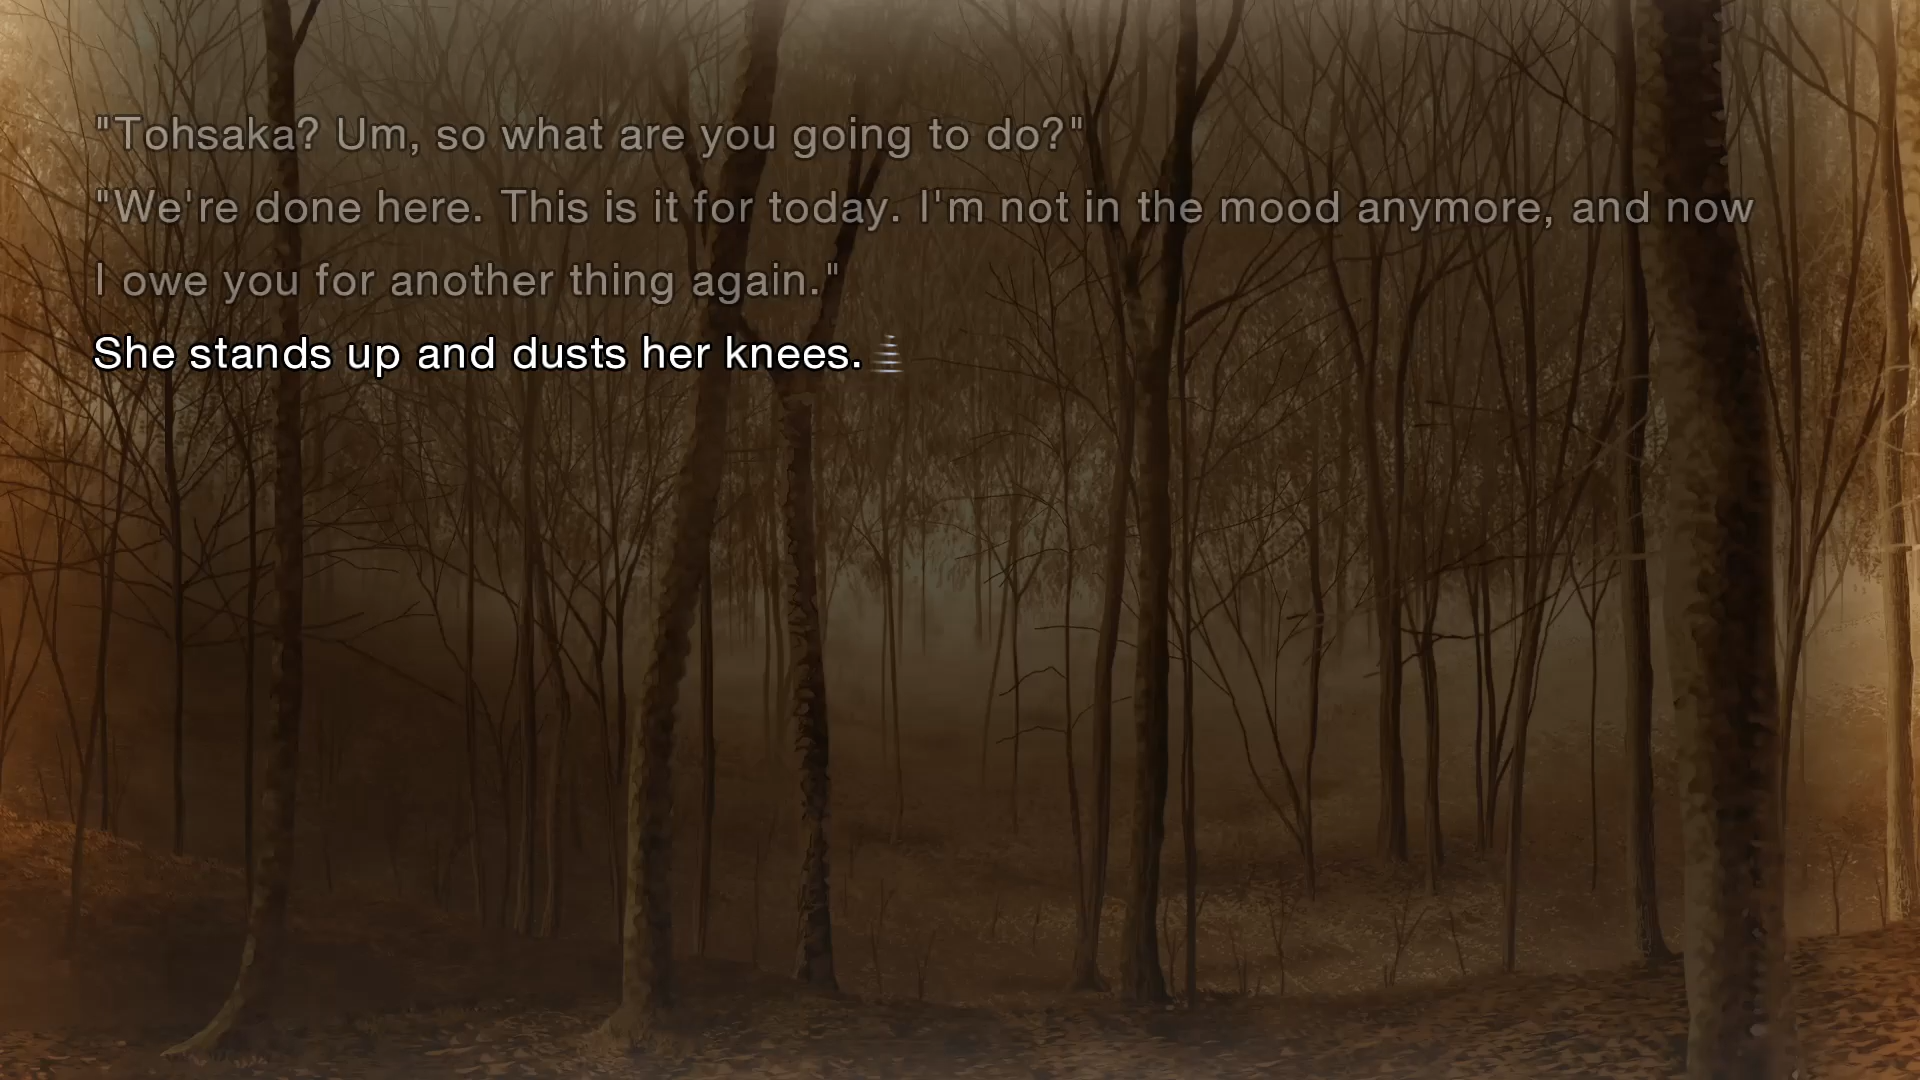 "Tohsaka? Um, so what are you going to do?"
"We're done here. This is it for today. I'm not in the mood anymore, and now
I owe you for another thing again."
She stands up and dusts her knees.